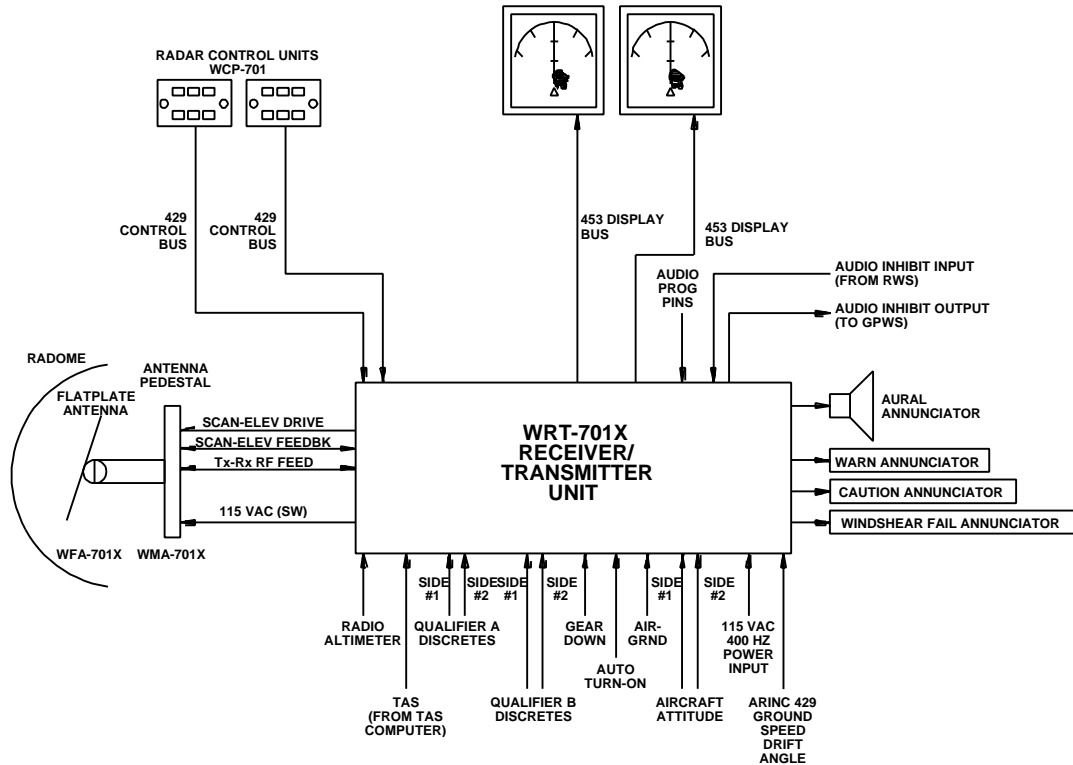 RADAR CONTROL UNITS
WCP-701
429
CONTROL
BUS
429
CONTROL
BUS
453 DISPLAY
BUS
453 DISPLAY
BUS
AUDIO
PROG
PINS
AUDIO INHIBIT INPUT
(FROM RWS)
AUDIO INHIBIT OUTPUT
(TO GPWS)
RADOME
ANTENNA
PEDESTAL
FLATPLATE
ANTENNA
SCAN-ELEV DRIVE
SCAN-ELEV FEEDBK
Tx-Rx RF FEED
115 VAC (SW)
WFA-701X
WMA-701X
WRT-701X
RECEIVER/
TRANSMITTER
UNIT
AURAL
ANNUNCIATOR
WARN ANNUNCIATOR
CAUTION ANNUNCIATOR
WINDSHEAR FAIL ANNUNCIATOR
SIDE
#1
SIDE
#2
SIDE
#1
SIDE
#2
SIDE
#1
SIDE
#2
RADIO
ALTIMETER
QUALIFIER A
DISCRETES
GEAR
DOWN
AIR-
GRND
115 VAC
400 HZ
POWER
INPUT
AUTO
TURN-ON
TAS
(FROM TAS
COMPUTER)
QUALIFIER B
DISCRETES
AIRCRAFT
ATTITUDE
ARINC 429
GROUND
SPEED
DRIFT
ANGLE